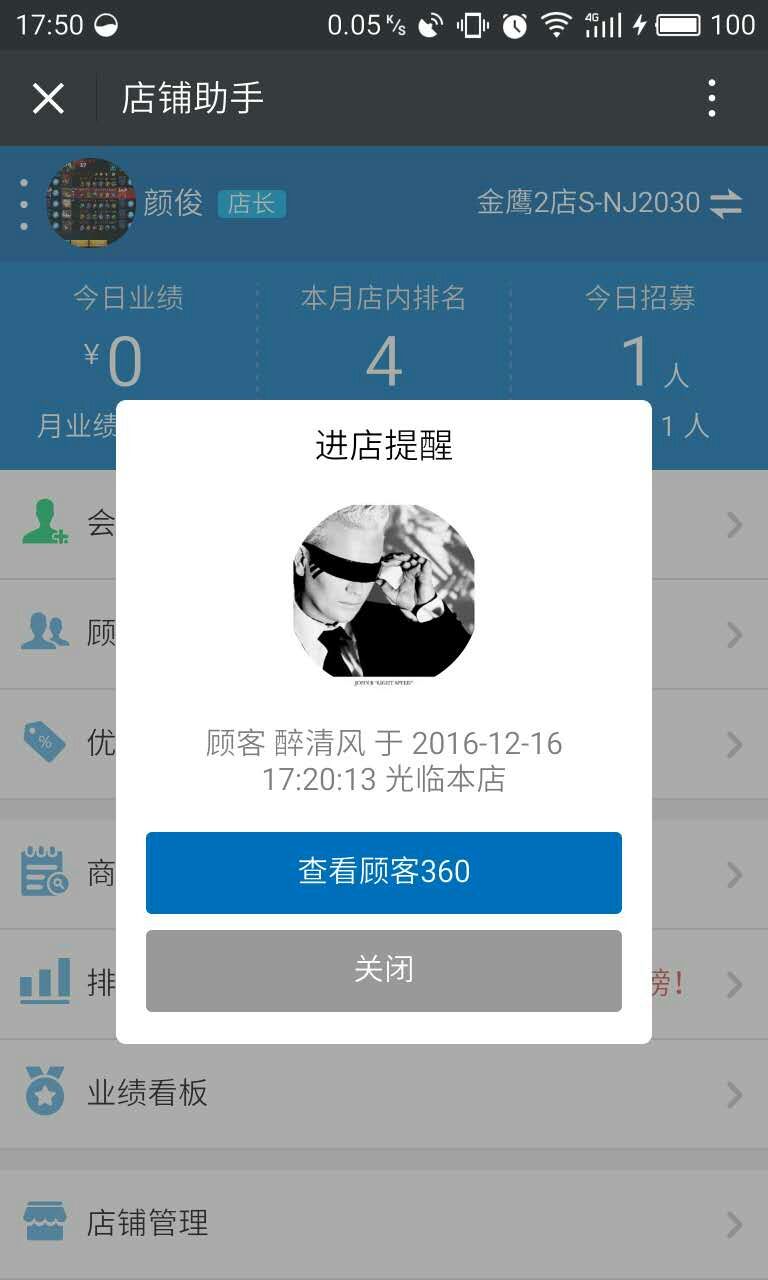 17:50 0.05 K/s 4G 100
店铺助手
颜俊 店长 金鹰2店S-NJ2030
今日业绩 本月店内排名 今日招募
¥0 4 1人
月业绩 1 人
进店提醒
会
顾
优
顾客 醉清风 于 2016-12-16
17:20:13 光临本店
查看顾客360
商
关闭
排 榜!
业绩看板
店铺管理